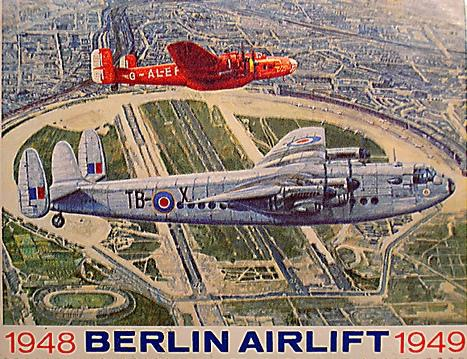 G-ALEF
TB-X
1948 BERLIN AIRLIFT 1949